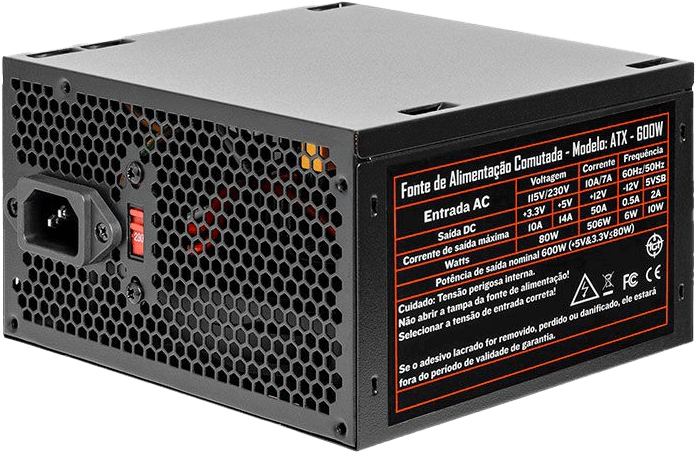 Fonte de Alimentação Comutada - Modelo: ATX - 600W
Entrada AC Voltagem Corrente Frequência
115V/230V 10A/7A 60Hz/50Hz
Saída DC +3.3V +5V +12V -12V 5VSB
Corrente de saída máxima 10A 14A 50A 0.5A 2A
Watts 80W 506W 6W 10W
Potência de saída nominal 600W (+5V&3.3V≤80W)
Cuidado: Tensão perigosa interna.
Não abrir a tampa da fonte de alimentação!
Selecionar a tensão de entrada correta!
FC CE
Se o adesivo lacrado for removido, perdido ou danificado, ele estará
fora do período de validade de garantia.